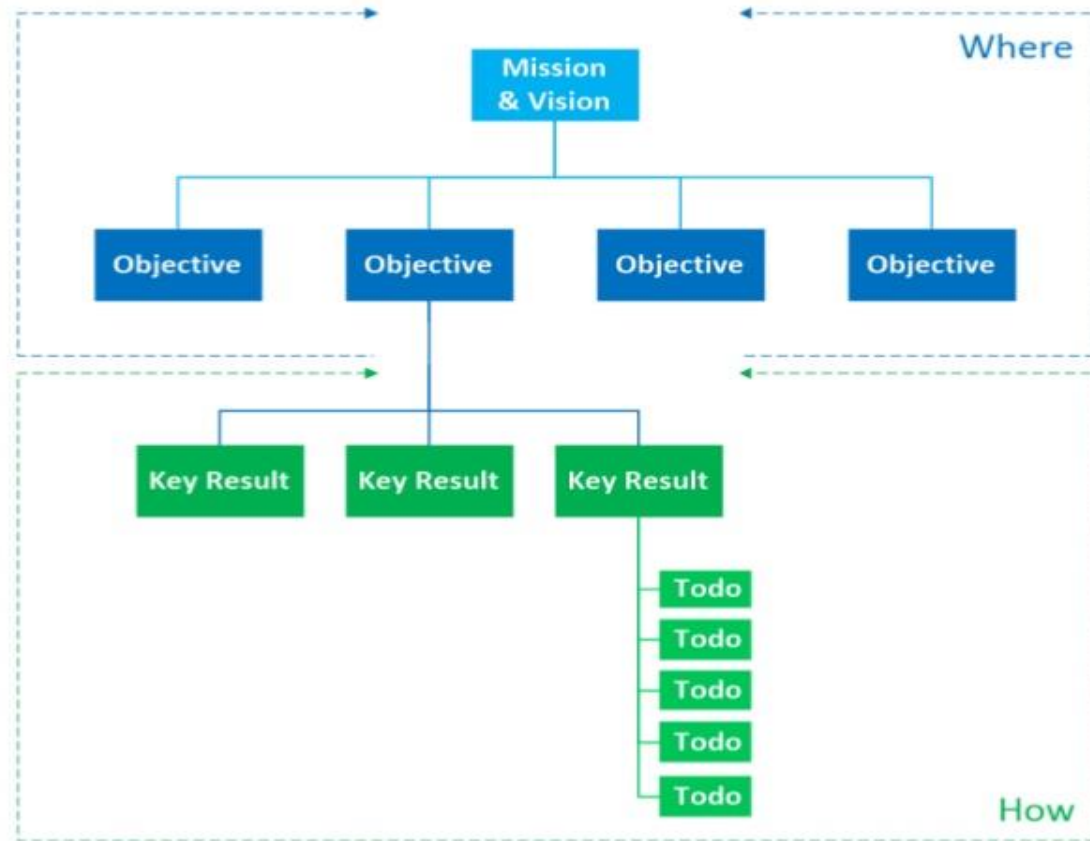 Where
Mission
& Vision
Objective
Objective
Objective
Objective
Key Result
Key Result
Key Result
Todo
Todo
Todo
Todo
Todo
How